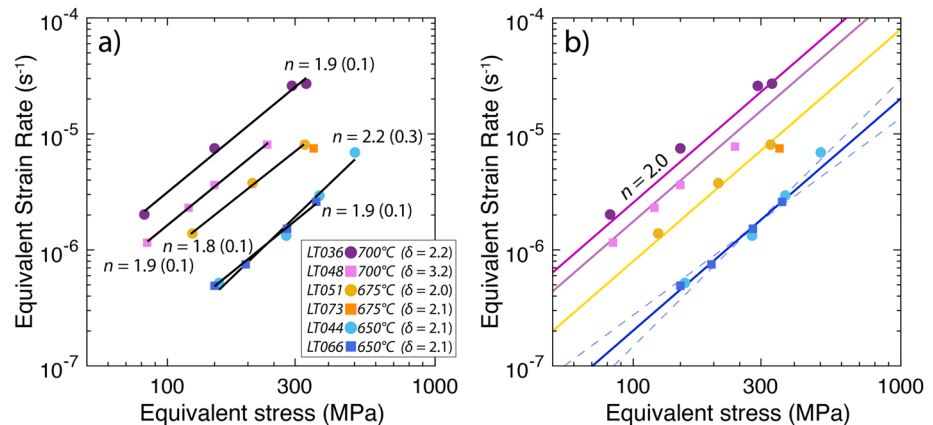 a)
10⁻⁴
10⁻⁵
10⁻⁶
10⁻⁷
Equivalent Strain Rate (s⁻¹)
n = 1.9 (0.1)
n = 2.2 (0.3)
n = 1.9 (0.1)
n = 1.8 (0.1)
n = 1.9 (0.1)
LT036 700°C (δ = 2.2)
LT048 700°C (δ = 3.2)
LT051 675°C (δ = 2.0)
LT073 675°C (δ = 2.1)
LT044 650°C (δ = 2.1)
LT066 650°C (δ = 2.1)
100 300 1000
Equivalent stress (MPa)
b)
10⁻⁴
10⁻⁵
10⁻⁶
10⁻⁷
Equivalent Strain Rate (s⁻¹)
n = 2.0
100 300 1000
Equivalent stress (MPa)